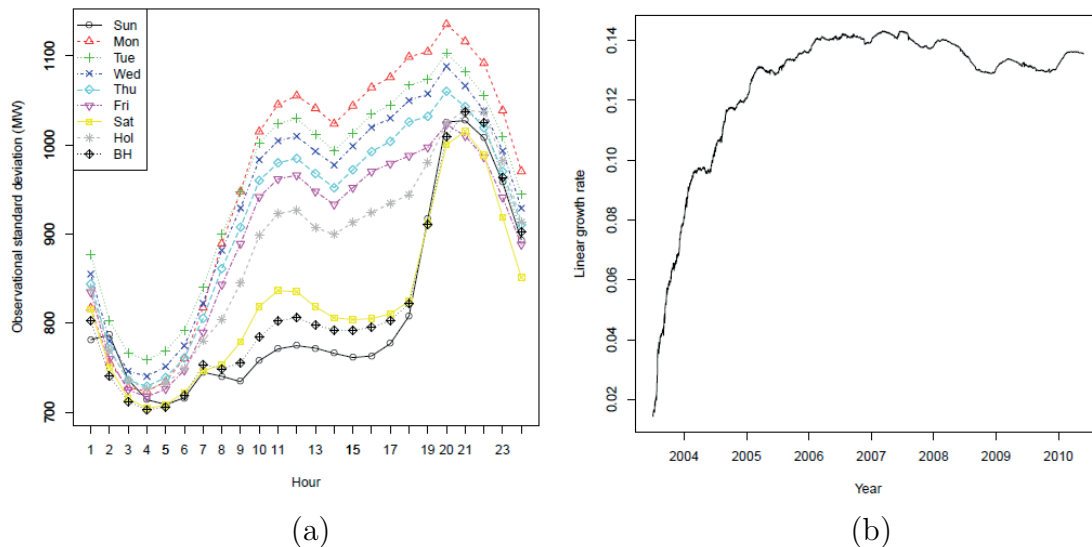 Observational standard deviation (MW)
1100
1000
900
800
700
Sun
Mon
Tue
Wed
Thu
Fri
Sat
Hol
BH
1 2 3 4 5 6 7 8 9 10 11 12 13 15 17 19 20 21 23
Hour
(a)
Linear growth rate
0.14
0.12
0.10
0.08
0.06
0.04
0.02
2004 2005 2006 2007 2008 2009 2010
Year
(b)